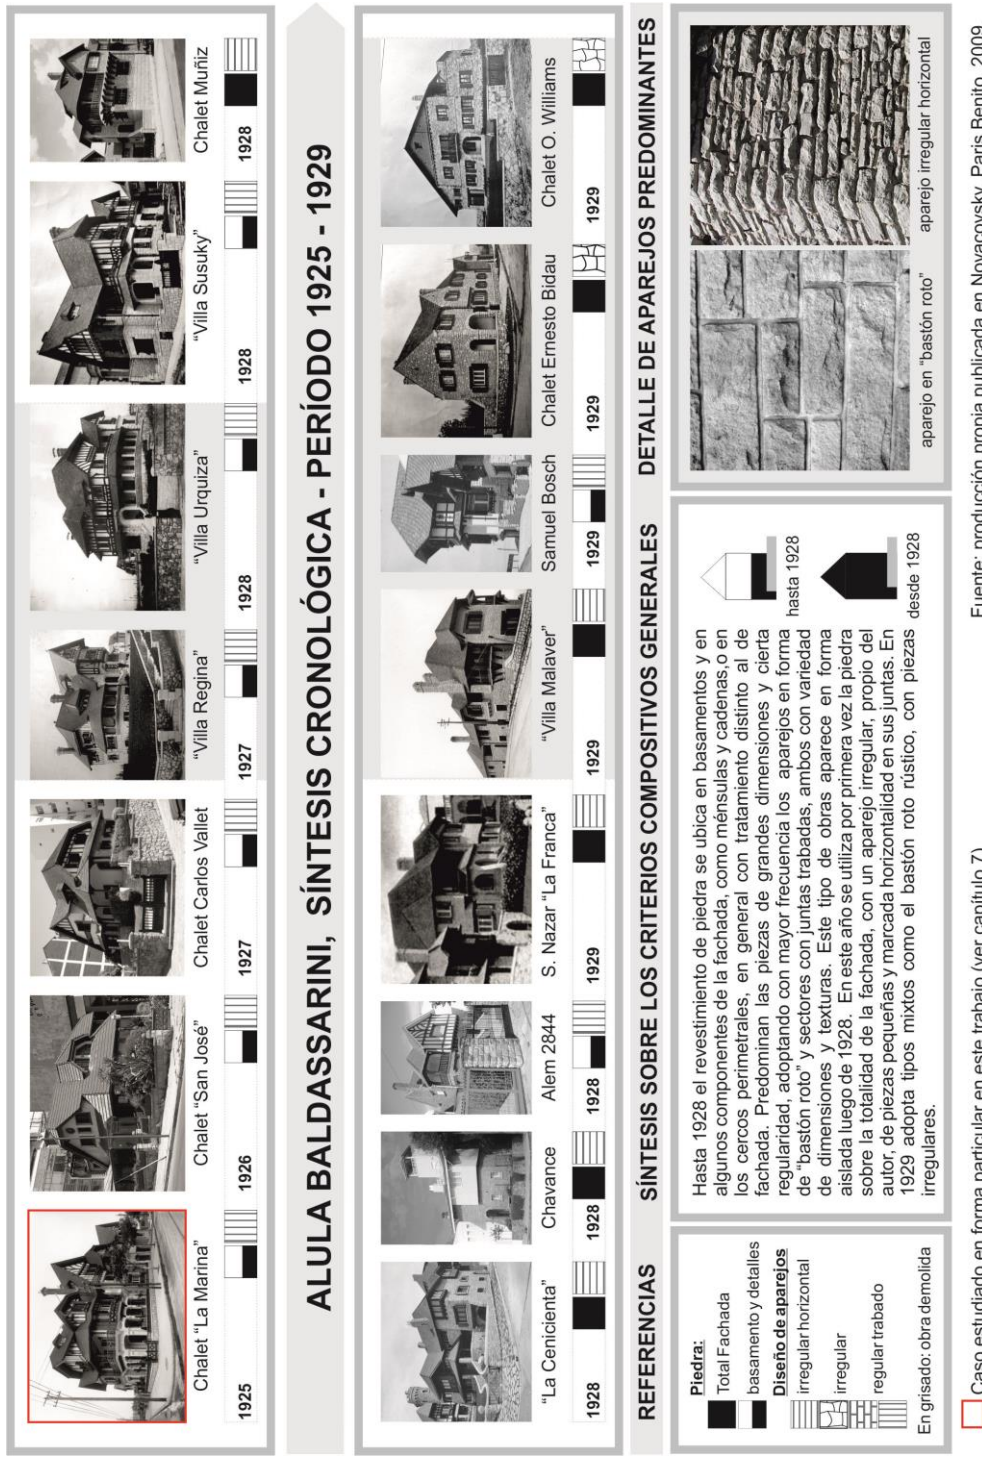 Chalet “La Marina”
1925
Chalet “San José”
1926
Chalet Carlos Vallet
1927
“Villa Regina”
1927
“Villa Urquiza”
1928
“Villa Susuky”
1928
Chalet Muñiz
1928
ALULA BALDASSARINI, SÍNTESIS CRONOLÓGICA - PERÍODO 1925 - 1929
“La Cenicienta”
1928
Chavance
1928
Alem 2844
1928
S. Nazar “La Franca”
1929
“Villa Malaver”
1929
Samuel Bosch
1929
Chalet Ernesto Bidau
1929
Chalet O. Williams
1929
REFERENCIAS
Piedra:
Total Fachada
basamento y detalles
Diseño de aparejos
irregular horizontal
irregular
regular trabado
En grisado: obra demolida
SÍNTESIS SOBRE LOS CRITERIOS COMPOSITIVOS GENERALES
Hasta 1928 el revestimiento de piedra se ubica en basamentos y en
algunos componentes de la fachada, como ménsulas y cadenas,o en
los cercos perimetrales, en general con tratamiento distinto al de
fachada. Predominan las piezas de grandes dimensiones y cierta
regularidad, adoptando con mayor frecuencia los aparejos en forma
de “bastón roto” y sectores con juntas trabadas, ambos con variedad
de dimensiones y texturas. Este tipo de obras aparece en forma
aislada luego de 1928. En este año se utiliza por primera vez la piedra
sobre la totalidad de la fachada, con un aparejo irregular, propio del
autor, de piezas pequeñas y marcada horizontalidad en sus juntas. En
1929 adopta tipos mixtos como el bastón roto rústico, con piezas
irregulares.
hasta 1928
desde 1928
DETALLE DE APAREJOS PREDOMINANTES
aparejo en “bastón roto”
aparejo irregular horizontal
Caso estudiado en forma particular en este trabajo (ver capítulo 7)
Fuente: producción propia publicada en Novacovsky, Paris Benito, 2009